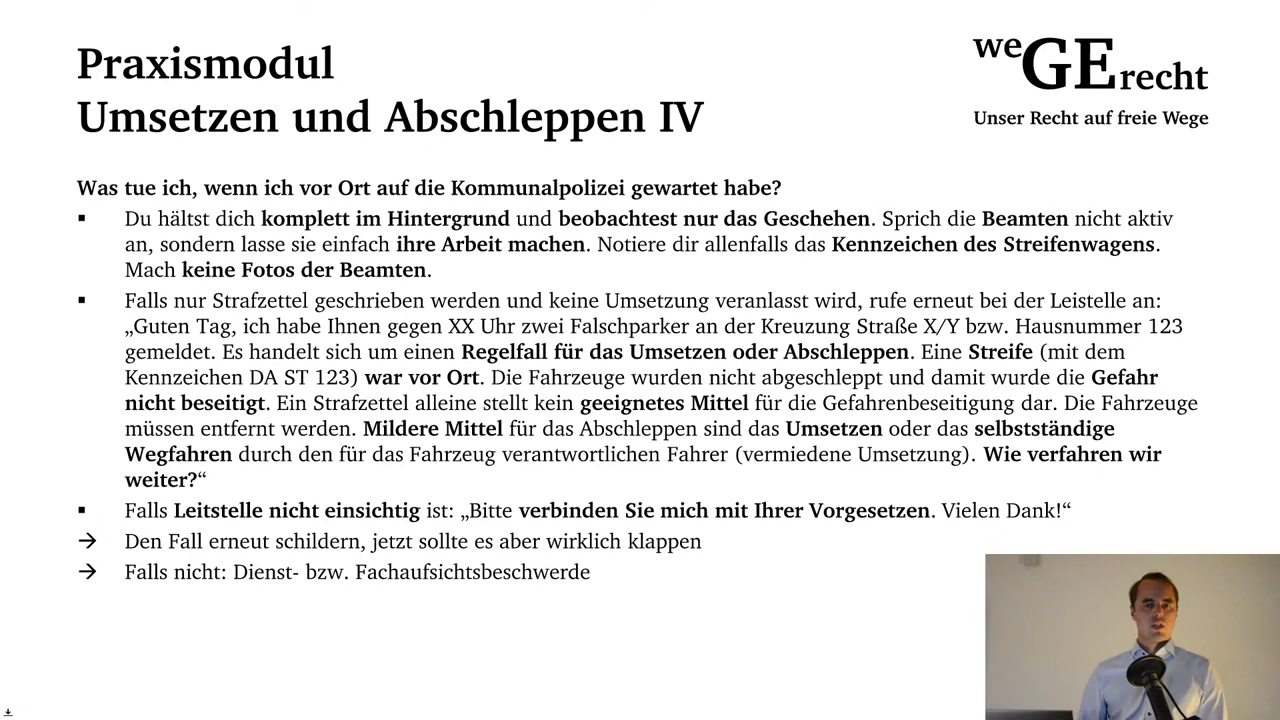 Praxismodul
Umsetzen und Abschleppen IV
weGErecht
Unser Recht auf freie Wege
Was tue ich, wenn ich vor Ort auf die Kommunalpolizei gewartet habe?
▪ Du hältst dich komplett im Hintergrund und beobachtest nur das Geschehen. Sprich die Beamten nicht aktiv
an, sondern lasse sie einfach ihre Arbeit machen. Notiere dir allenfalls das Kennzeichen des Streifenwagens.
Mach keine Fotos der Beamten.
▪ Falls nur Strafzettel geschrieben werden und keine Umsetzung veranlasst wird, rufe erneut bei der Leistelle an:
„Guten Tag, ich habe Ihnen gegen XX Uhr zwei Falschparker an der Kreuzung Straße X/Y bzw. Hausnummer 123
gemeldet. Es handelt sich um einen Regelfall für das Umsetzen oder Abschleppen. Eine Streife (mit dem
Kennzeichen DA ST 123) war vor Ort. Die Fahrzeuge wurden nicht abgeschleppt und damit wurde die Gefahr
nicht beseitigt. Ein Strafzettel alleine stellt kein geeignetes Mittel für die Gefahrenbeseitigung dar. Die Fahrzeuge
müssen entfernt werden. Mildere Mittel für das Abschleppen sind das Umsetzen oder das selbstständige
Wegfahren durch den für das Fahrzeug verantwortlichen Fahrer (vermiedene Umsetzung). Wie verfahren wir
weiter?“
▪ Falls Leitstelle nicht einsichtig ist: „Bitte verbinden Sie mich mit Ihrer Vorgesetzen. Vielen Dank!“
→ Den Fall erneut schildern, jetzt sollte es aber wirklich klappen
→ Falls nicht: Dienst- bzw. Fachaufsichtsbeschwerde